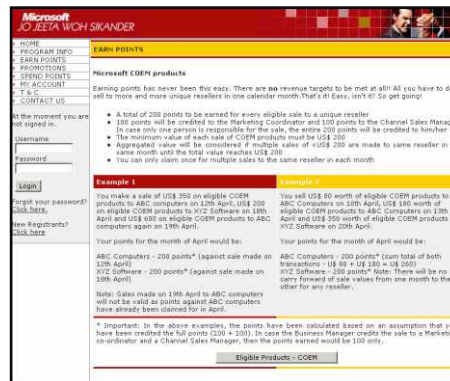 Microsoft
JO JEETA WOH SIKANDER
HOME
PROGRAM INFO
EARN POINTS
PROMOTIONS
SPEND POINTS
MY ACCOUNT
T & C
CONTACT US
At the moment you are
not signed in.
Username
Password
Login
Forgot your password?
Click here.
New Registrants?
Click here
EARN POINTS
Microsoft COEM products
Earning points has never been this easy. There are no revenue targets to be met at all!! All you have to do
sell to more and more unique resellers in one calendar month.That's it! Easy, isn't it? So get going!
A total of 200 points to be earned for every eligible sale to a unique reseller
100 points will be credited to the Marketing Coordinator and 100 points to the Channel Sales Manag
In case only one person is responsible for the sale, the entire 200 points will be credited to him/her
The minimum value of each sale of COEM products must be US$ 200
Aggregated value will be considered if multiple sales of <US$ 200 are made to same reseller in
same month until the total value reaches US$ 200
You can only claim once for multiple sales to the same reseller in each month
Example 1
You make a sale of US$ 350 on eligible COEM
products to ABC computers on 12th April, US$ 200
on eligible COEM products to XYZ Software on 18th
April and US$ 600 on eligible COEM products to ABC
computers again on 19th April.
Your points for the month of April would be:
ABC Computers - 200 points* (against sale made on
12th April)
XYZ Software - 200 points* (against sale made on
18th April)
Note: Sales made on 19th April to ABC computers
will not be valid as points against ABC computers
have already been claimed for in April.
Example 2
You sell US$ 80 worth of eligible COEM products to
ABC Computers on 10th April, US$ 180 worth of
eligible COEM products to ABC Computers on 13th
April and US$ 350 worth of eligible COEM products
XYZ Software on 20th April.
Your points for the month of April would be:
ABC Computers - 200 points* (sum total of both
transactions - U$ 80 + U$ 180 = U$ 260)
XYZ Software - 200 points* Note: There will be no
carry forward of sale values from one month to the
other for any reseller.
* Important: In the above examples, the points have been calculated based on an assumption that yo
have been credited the full points (100 + 100). In case the Business Manager credits the sale to a Marketin
co-ordinator and a Channel Sales Manager, then the points earned would be 100 only.
Eligible Products - COEM